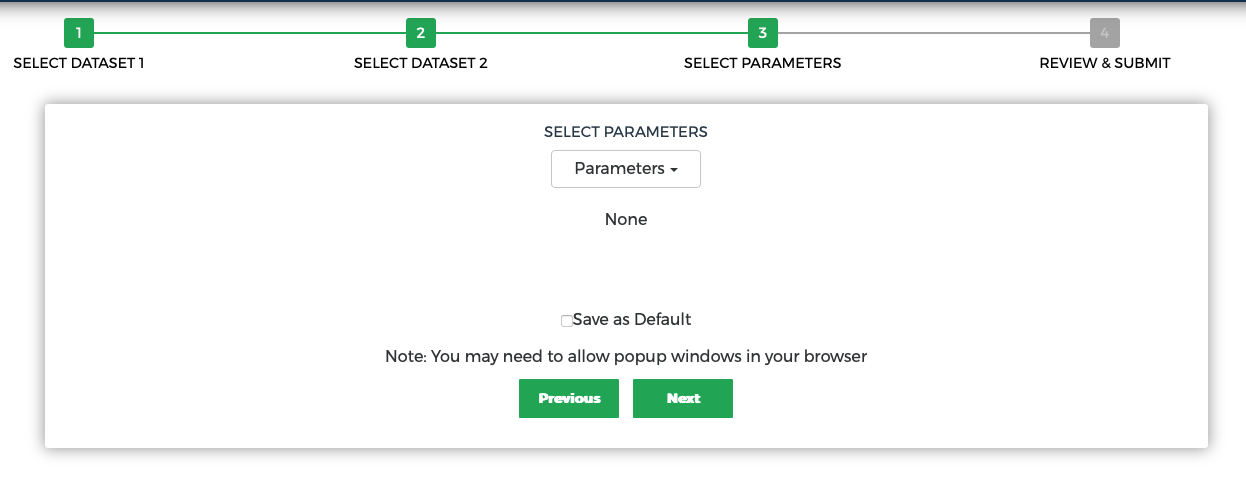 1 2 3 4
SELECT DATASET 1 SELECT DATASET 2 SELECT PARAMETERS REVIEW & SUBMIT
SELECT PARAMETERS
Parameters
None
Save as Default
Note: You may need to allow popup windows in your browser
Previous Next